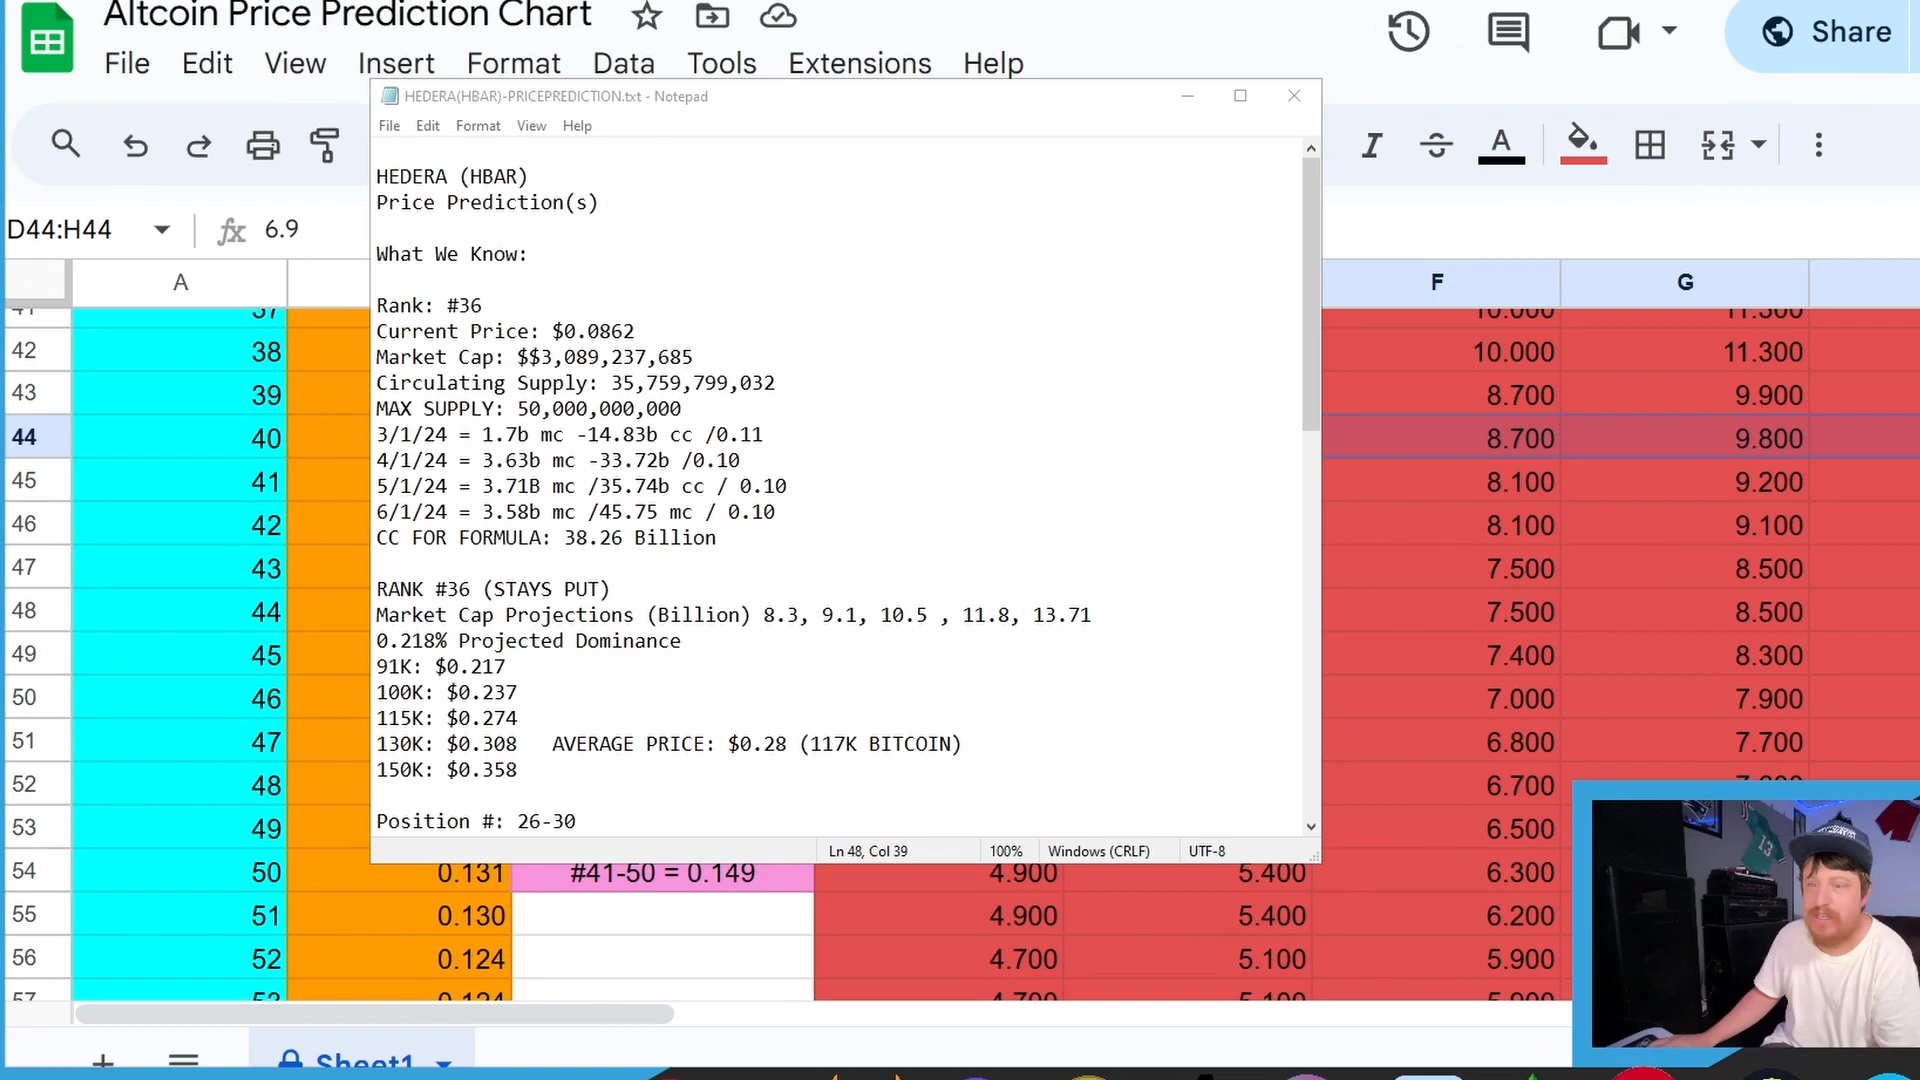 Altcoin Price Prediction Chart
File Edit View Insert Format Data Tools Extensions Help
Share
HEDERA(HBAR)-PRICEPREDICTION.txt - Notepad
File Edit Format View Help
D44:H44 fx 6.9
A F G
HEDERA (HBAR)
Price Prediction(s)
What We Know:
Rank: #36
Current Price: $0.0862
Market Cap: $$3,089,237,685
Circulating Supply: 35,759,799,032
MAX SUPPLY: 50,000,000,000
3/1/24 = 1.7b mc -14.83b cc /0.11
4/1/24 = 3.63b mc -33.72b /0.10
5/1/24 = 3.71B mc /35.74b cc / 0.10
6/1/24 = 3.58b mc /45.75 mc / 0.10
CC FOR FORMULA: 38.26 Billion
RANK #36 (STAYS PUT)
Market Cap Projections (Billion) 8.3, 9.1, 10.5 , 11.8, 13.71
0.218% Projected Dominance
91K: $0.217
100K: $0.237
115K: $0.274
130K: $0.308 AVERAGE PRICE: $0.28 (117K BITCOIN)
150K: $0.358
Position #: 26-30
Ln 48, Col 39 100% Windows (CRLF) UTF-8
42 38 10.000 11.300
43 39 8.700 9.900
44 40 8.700 9.800
45 41 8.100 9.200
46 42 8.100 9.100
47 43 7.500 8.500
48 44 7.500 8.500
49 45 7.400 8.300
50 46 7.000 7.900
51 47 6.800 7.700
52 48 6.700
53 49 6.500
54 50 0.131 #41-50 = 0.149 4.900 5.400 6.300
55 51 0.130 4.900 5.400 6.200
56 52 0.124 4.700 5.100 5.900
57 53 0.124 4.700 5.100 5.900
Sheet1